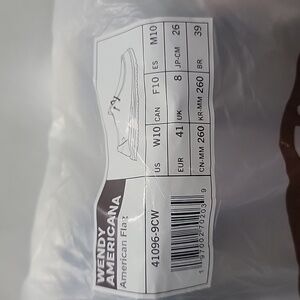 WENDY
AMERICANA
American Flag
41096-9CW
US W10 CAN F10 ES M10
EUR 41 UK 8 JP-CM 26
CN-MM 260 KR-MM 260 BR 39